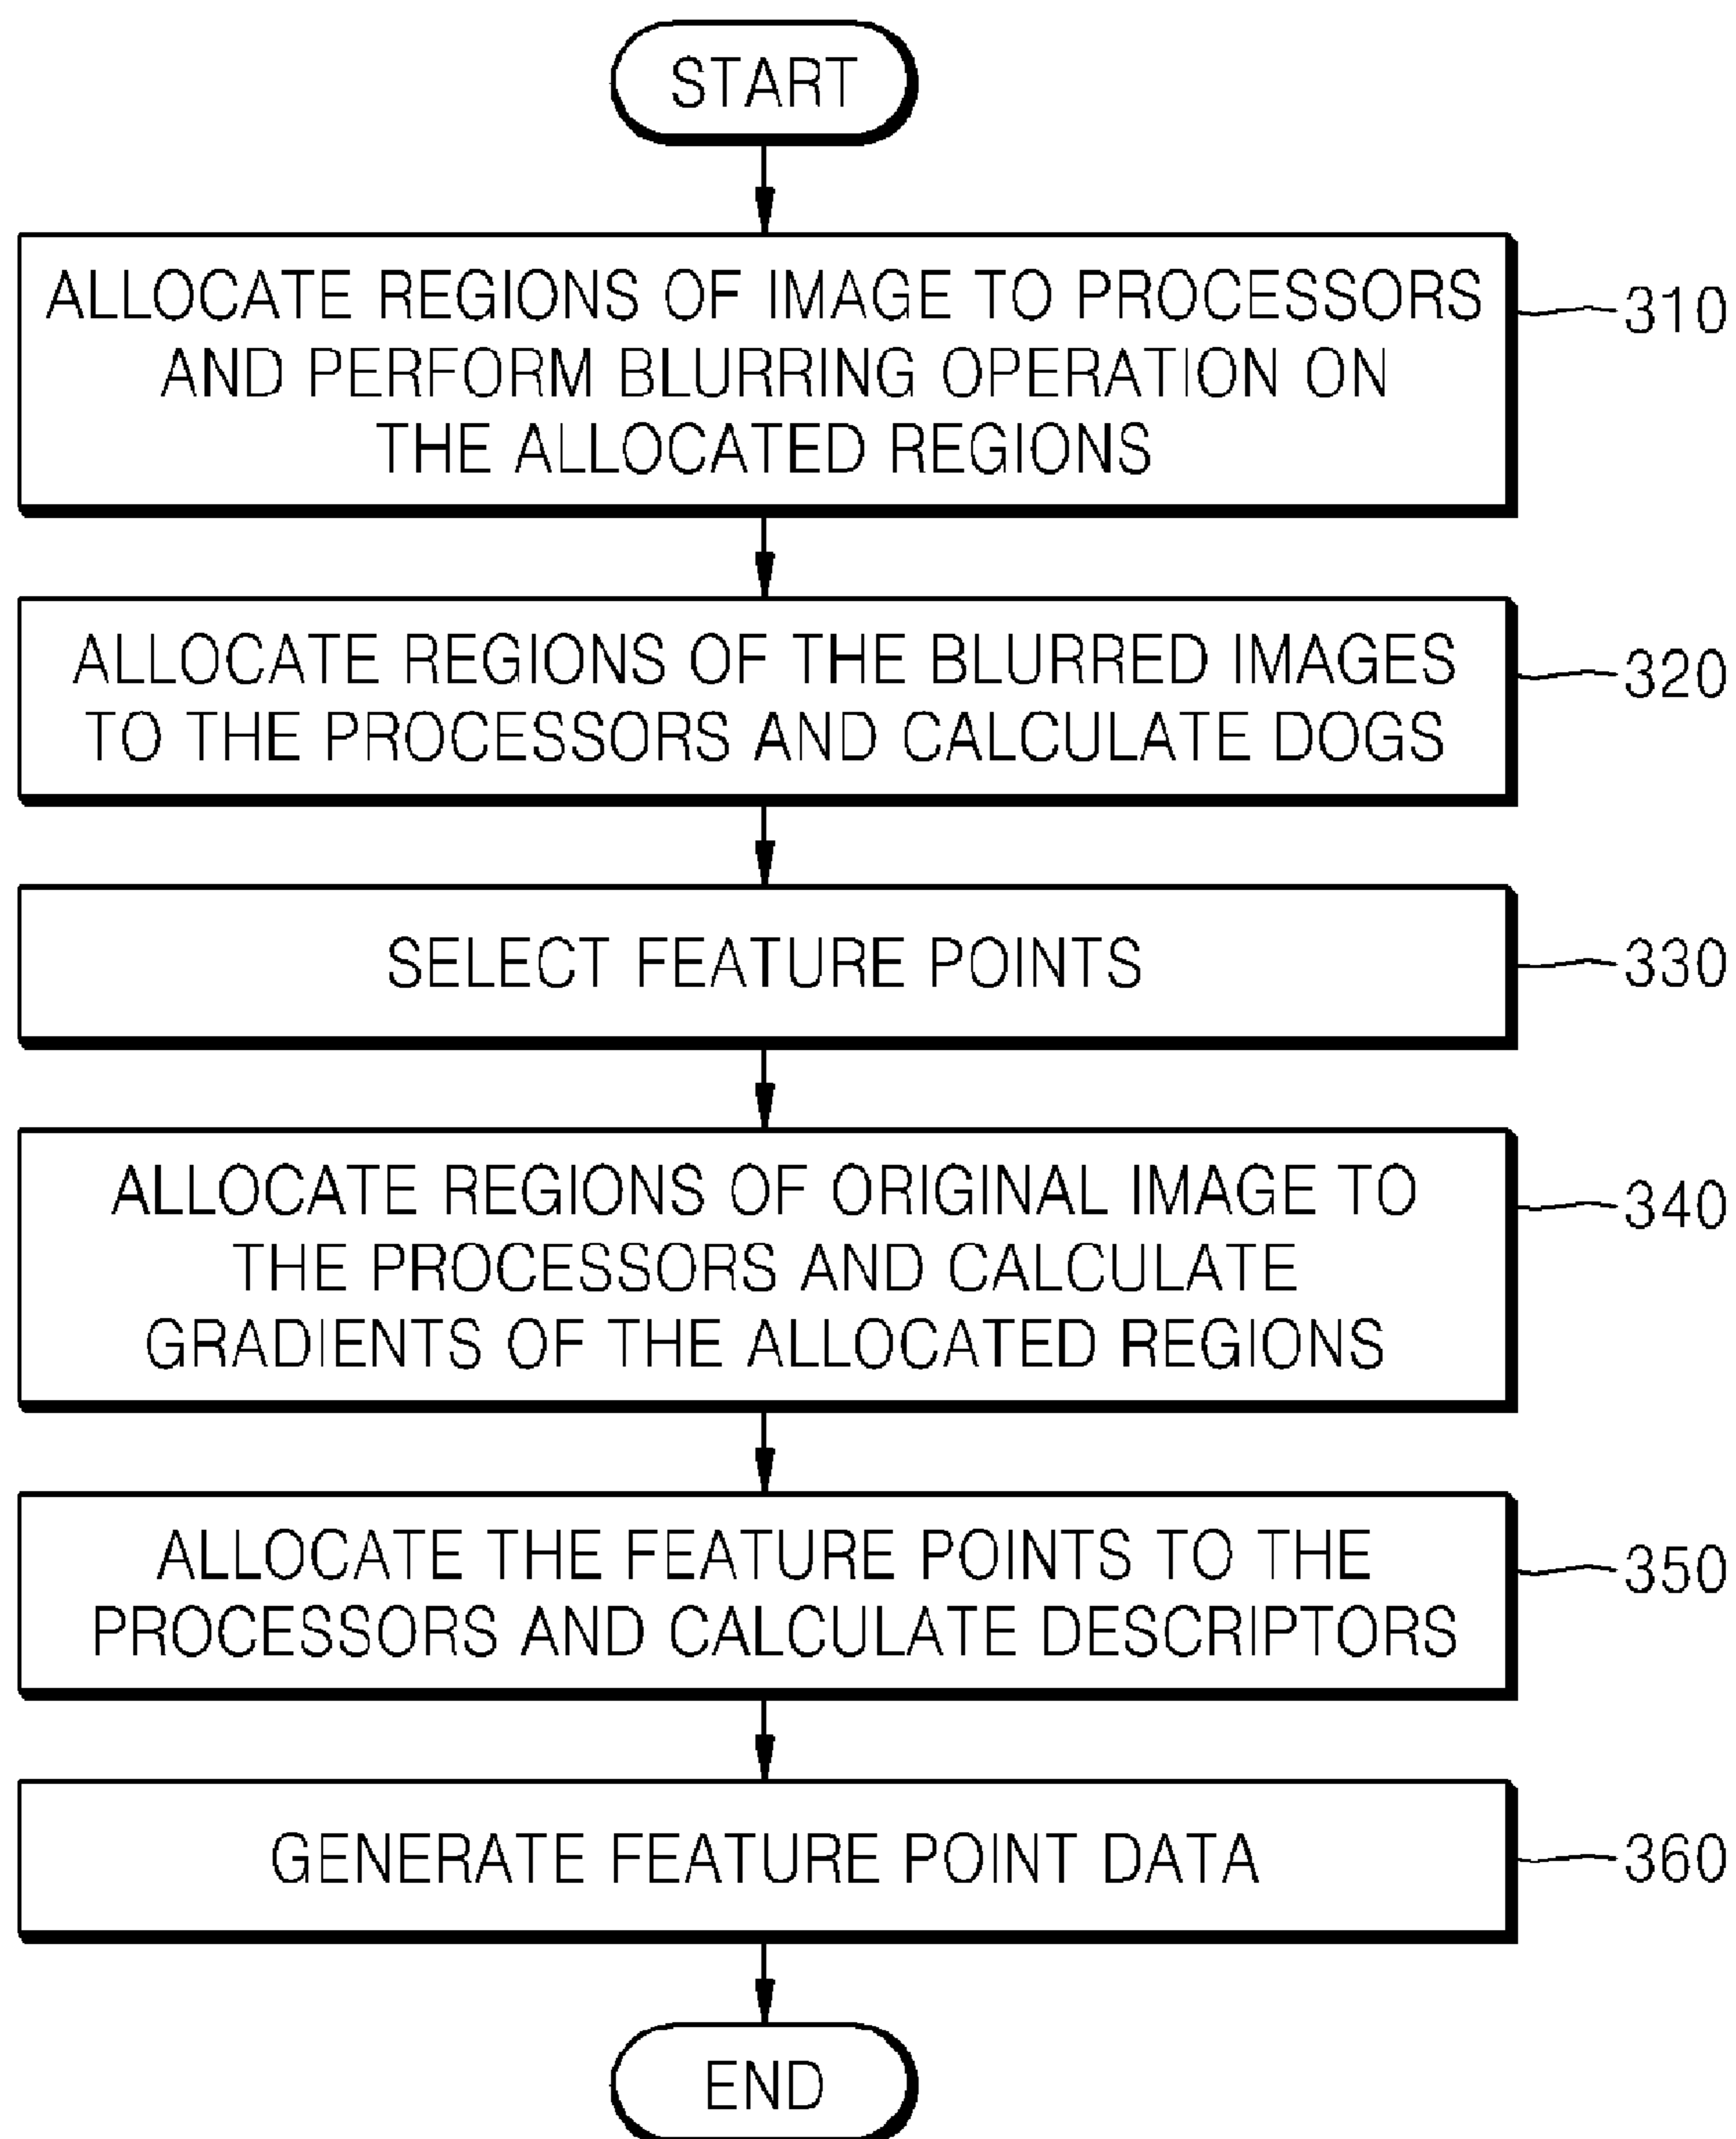 START
ALLOCATE REGIONS OF IMAGE TO PROCESSORS
AND PERFORM BLURRING OPERATION ON
THE ALLOCATED REGIONS
310
ALLOCATE REGIONS OF THE BLURRED IMAGES
TO THE PROCESSORS AND CALCULATE DOGS
320
SELECT FEATURE POINTS
330
ALLOCATE REGIONS OF ORIGINAL IMAGE TO
THE PROCESSORS AND CALCULATE
GRADIENTS OF THE ALLOCATED REGIONS
340
ALLOCATE THE FEATURE POINTS TO THE
PROCESSORS AND CALCULATE DESCRIPTORS
350
GENERATE FEATURE POINT DATA
360
END